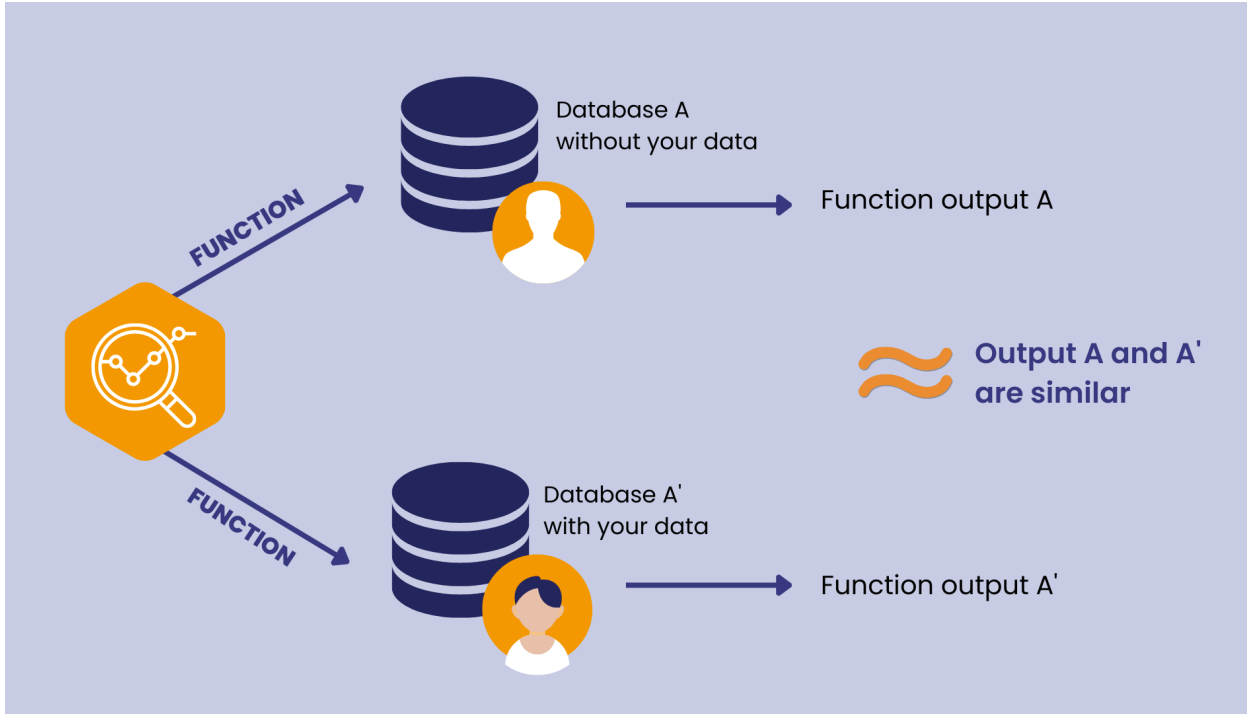 Database A
without your data
FUNCTION
Function output A
Output A and A'
are similar
Database A'
with your data
FUNCTION
Function output A'